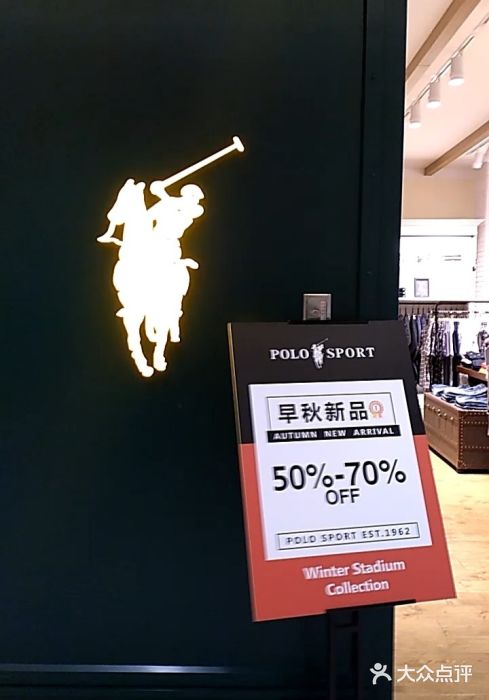 POLO SPORT
早秋新品
AUTUMN NEW ARRIVAL
50%-70%
OFF
POLO SPORT EST.1962
Winter Stadium
Collection
大众点评